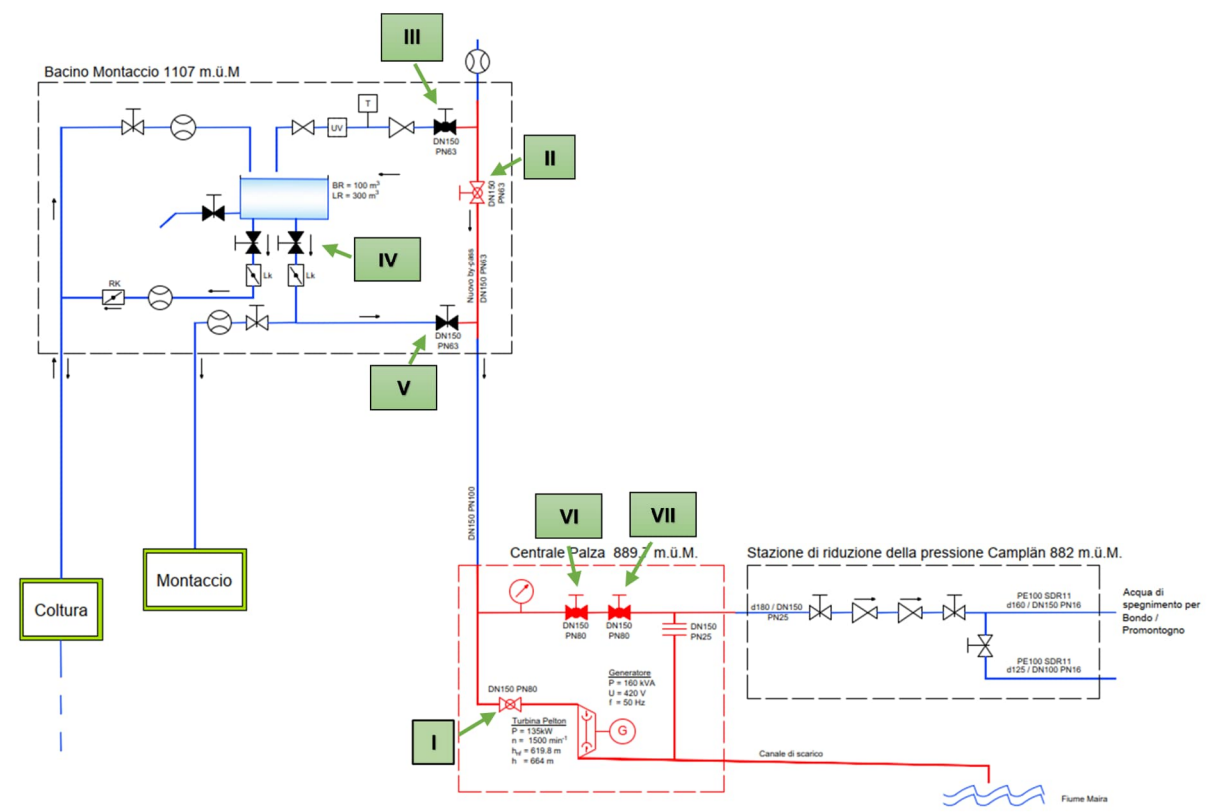 III
Bacino Montaccio 1107 m.ü.M
T
UV
DN150
PN63
II
DN150
PN63
BR = 100 m³
LR = 300 m³
IV
Nuovo by-pass
DN150 PN63
Lk
Lk
RK
DN150
PN63
V
DN150 PN100
VI
VII
Montaccio
Coltura
Centrale Palza 889.7 m.ü.M.
Stazione di riduzione della pressione Camplän 882 m.ü.M.
DN150
PN80
DN150
PN80
DN150
PN25
d180 / DN150
PN25
PE100 SDR11
d160 / DN150 PN16
Acqua di
spegnimento per
Bondo /
Promontogno
PE100 SDR11
d125 / DN100 PN16
Generatore
P = 160 kVA
U = 420 V
f = 50 Hz
DN150 PN80
I
Turbina Pelton
P = 135kW
n = 1500 min⁻¹
h = 664 m
G
Canale di scarico
Fiume Maira